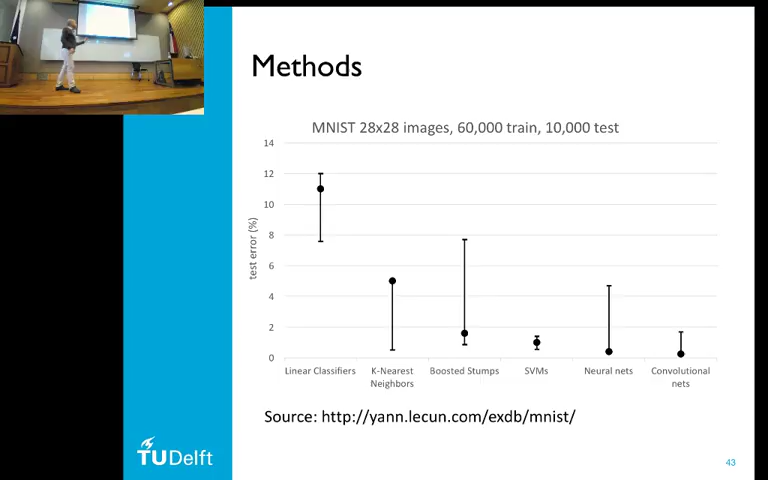 Methods
MNIST 28x28 images, 60,000 train, 10,000 test
14
12
10
8
6
4
2
0
test error (%)
Linear Classifiers
K-Nearest
Neighbors
Boosted Stumps
SVMs
Neural nets
Convolutional
nets
Source: http://yann.lecun.com/exdb/mnist/
TUDelft
43